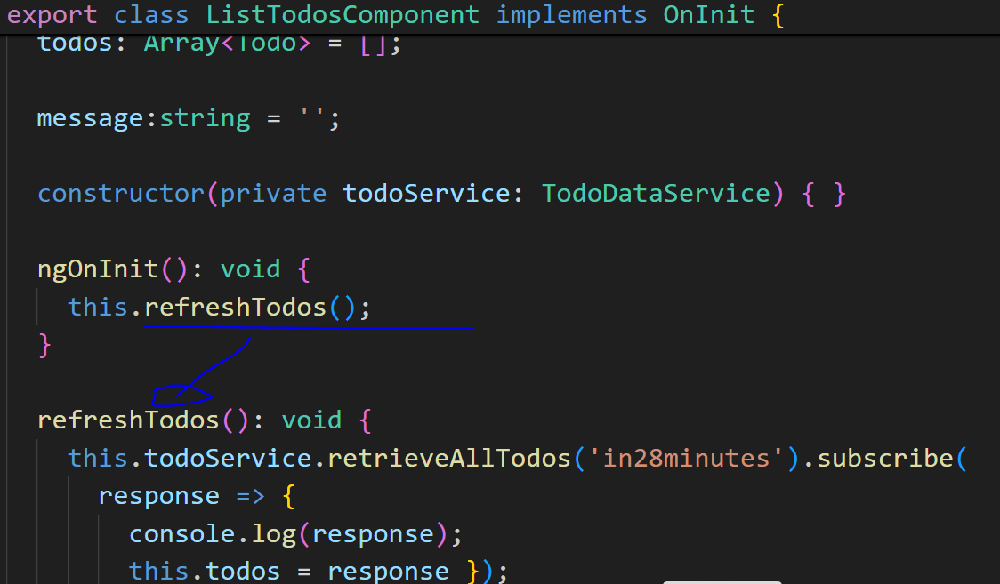 export class ListTodosComponent implements OnInit {
todos: Array<Todo> = [];
message:string = '';
constructor(private todoService: TodoDataService) { }
ngOnInit(): void {
this.refreshTodos();
}
refreshTodos(): void {
this.todoService.retrieveAllTodos('in28minutes').subscribe(
response => {
console.log(response);
this.todos = response });